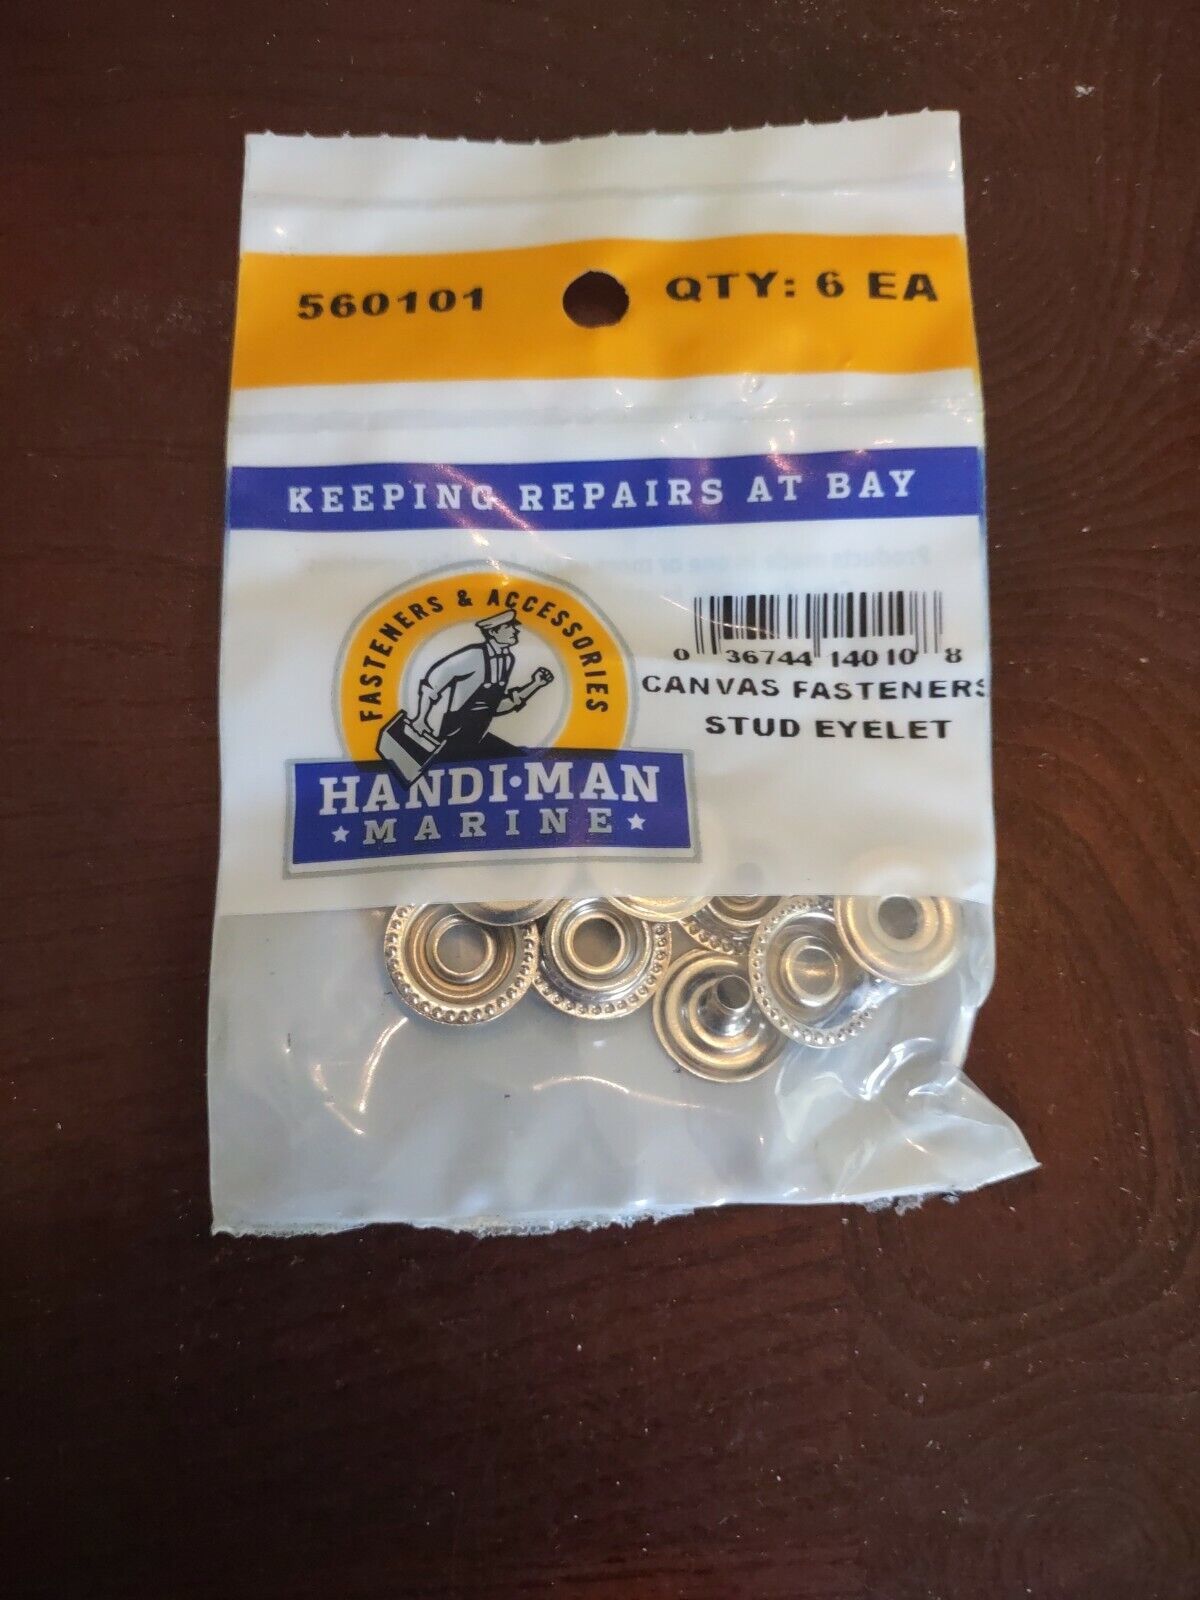 560101 QTY: 6 EA
KEEPING REPAIRS AT BAY
FASTENERS & ACCESSORIES
HANDI·MAN
★ MARINE ★
0 36744 14010 8
CANVAS FASTENERS
STUD EYELET